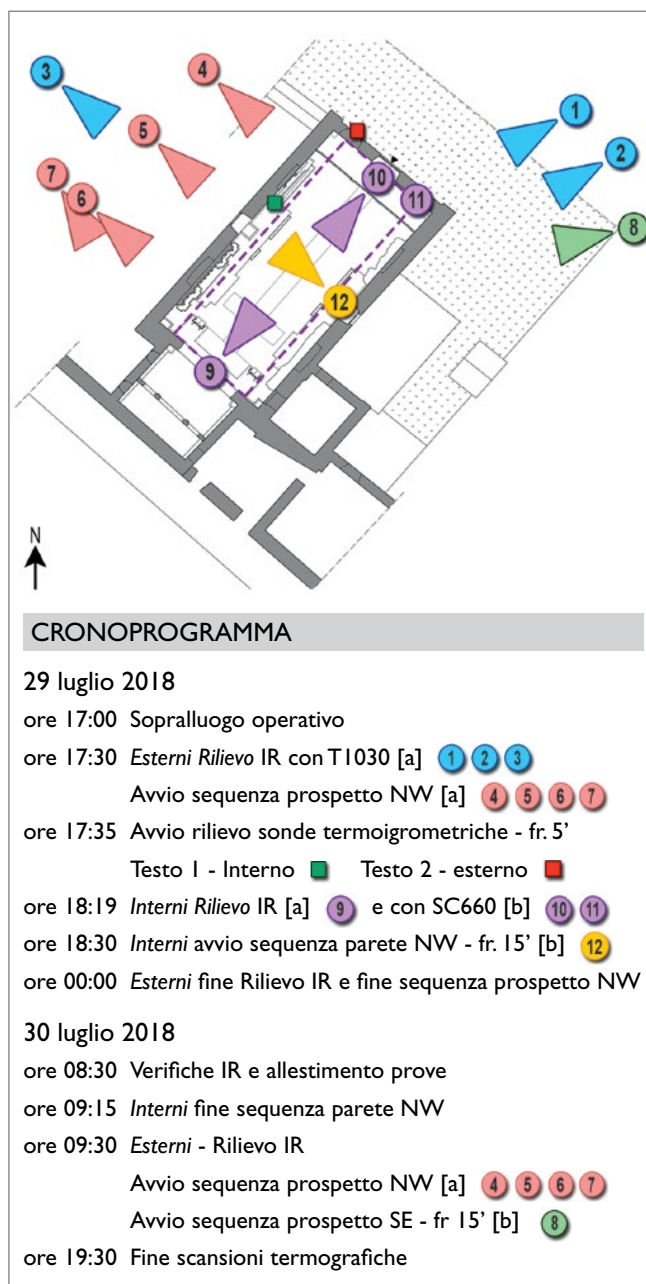 3
4
1
5
2
7
10
11
6
8
12
9
N
CRONOPROGRAMMA
29 luglio 2018
ore 17:00 Sopralluogo operativo
ore 17:30 Esterni Rilievo IR con T1030 [a] 1 2 3
Avvio sequenza prospetto NW [a] 4 5 6 7
ore 17:35 Avvio rilievo sonde termoigrometriche - fr. 5’
Testo 1 - Interno Testo 2 - esterno
ore 18:19 Interni Rilievo IR [a] 9 e con SC660 [b] 10 11
ore 18:30 Interni avvio sequenza parete NW - fr. 15’ [b] 12
ore 00:00 Esterni fine Rilievo IR e fine sequenza prospetto NW
30 luglio 2018
ore 08:30 Verifiche IR e allestimento prove
ore 09:15 Interni fine sequenza parete NW
ore 09:30 Esterni - Rilievo IR
Avvio sequenza prospetto NW [a] 4 5 6 7
Avvio sequenza prospetto SE - fr 15’ [b] 8
ore 19:30 Fine scansioni termografiche